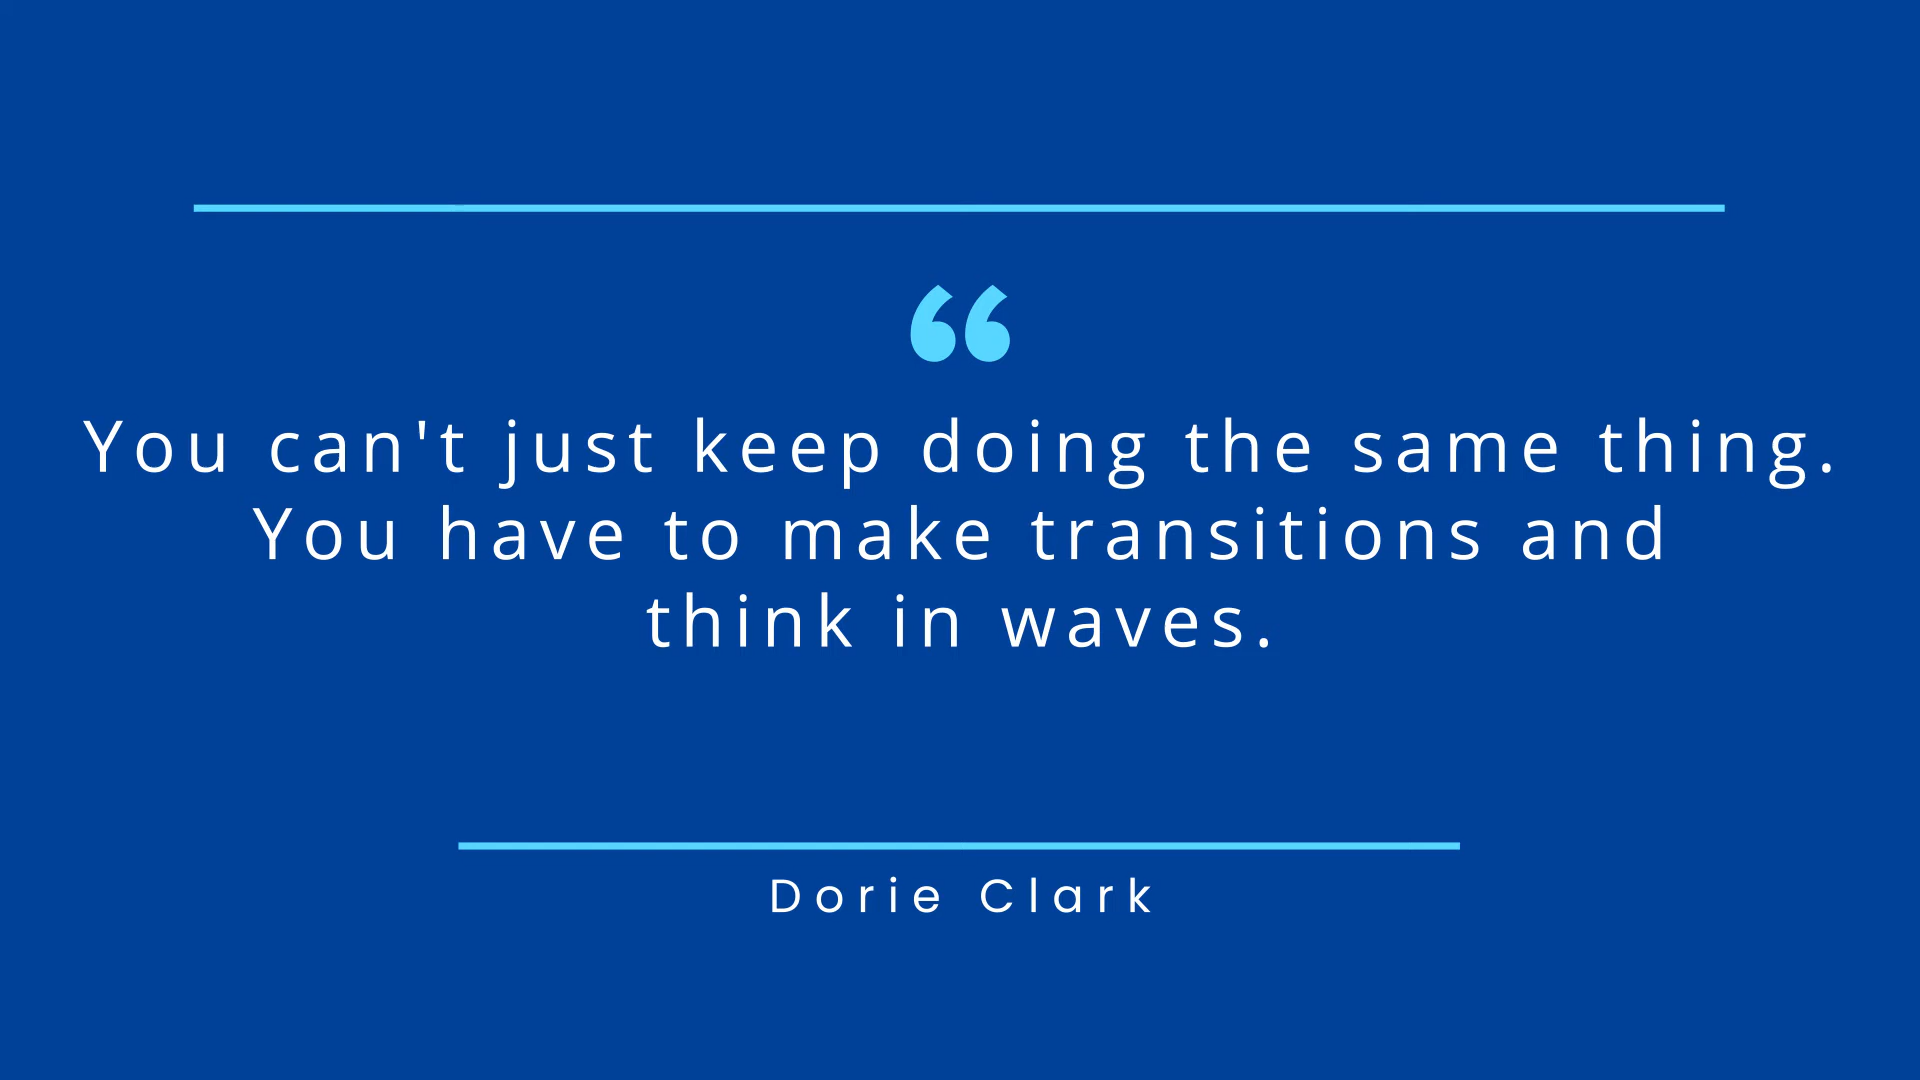 “
You can't just keep doing the same thing.
You have to make transitions and
think in waves.
Dorie Clark